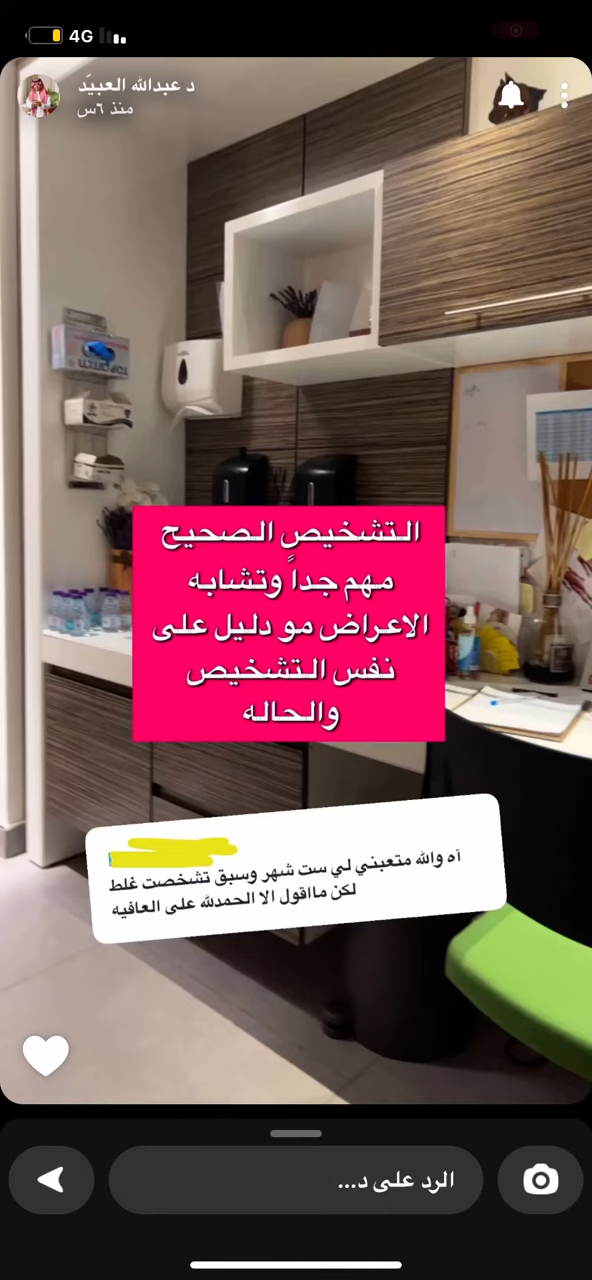 4G
د عبدالله العبيّد
منذ ٦س
التشخيص الصحيح
مهم جداً وتشابه
الاعراض مو دليل على
نفس التشخيص
والحاله
آه والله متعبني لي ست شهر وسبق تشخصت غلط
لكن مااقول الا الحمدلله على العافيه
الرد على د...